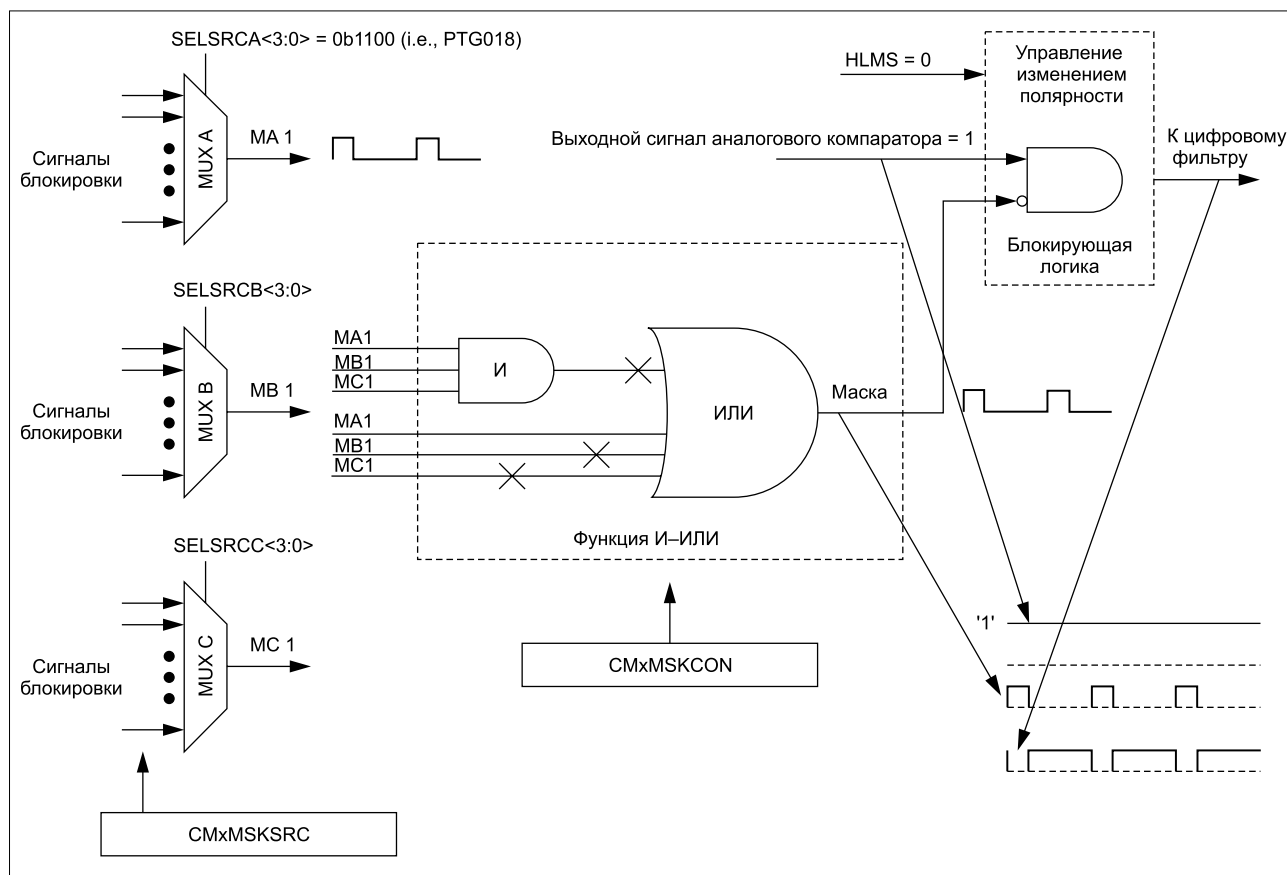 SELSRCA<3:0> = 0b1100 (i.e., PTG018)
Сигналы
блокировки
MUX A
MA 1
HLMS = 0
Управление
изменением
полярности
Выходной сигнал аналогового компаратора = 1
К цифровому
фильтру
Блокирующая
логика
SELSRCB<3:0>
Сигналы
блокировки
MUX B
MB 1
MA1
MB1
MC1
И
MA1
MB1
MC1
ИЛИ
Маска
Функция И–ИЛИ
SELSRCC<3:0>
Сигналы
блокировки
MUX C
MC 1
CMxMSKCON
'1'
CMxMSKSRC